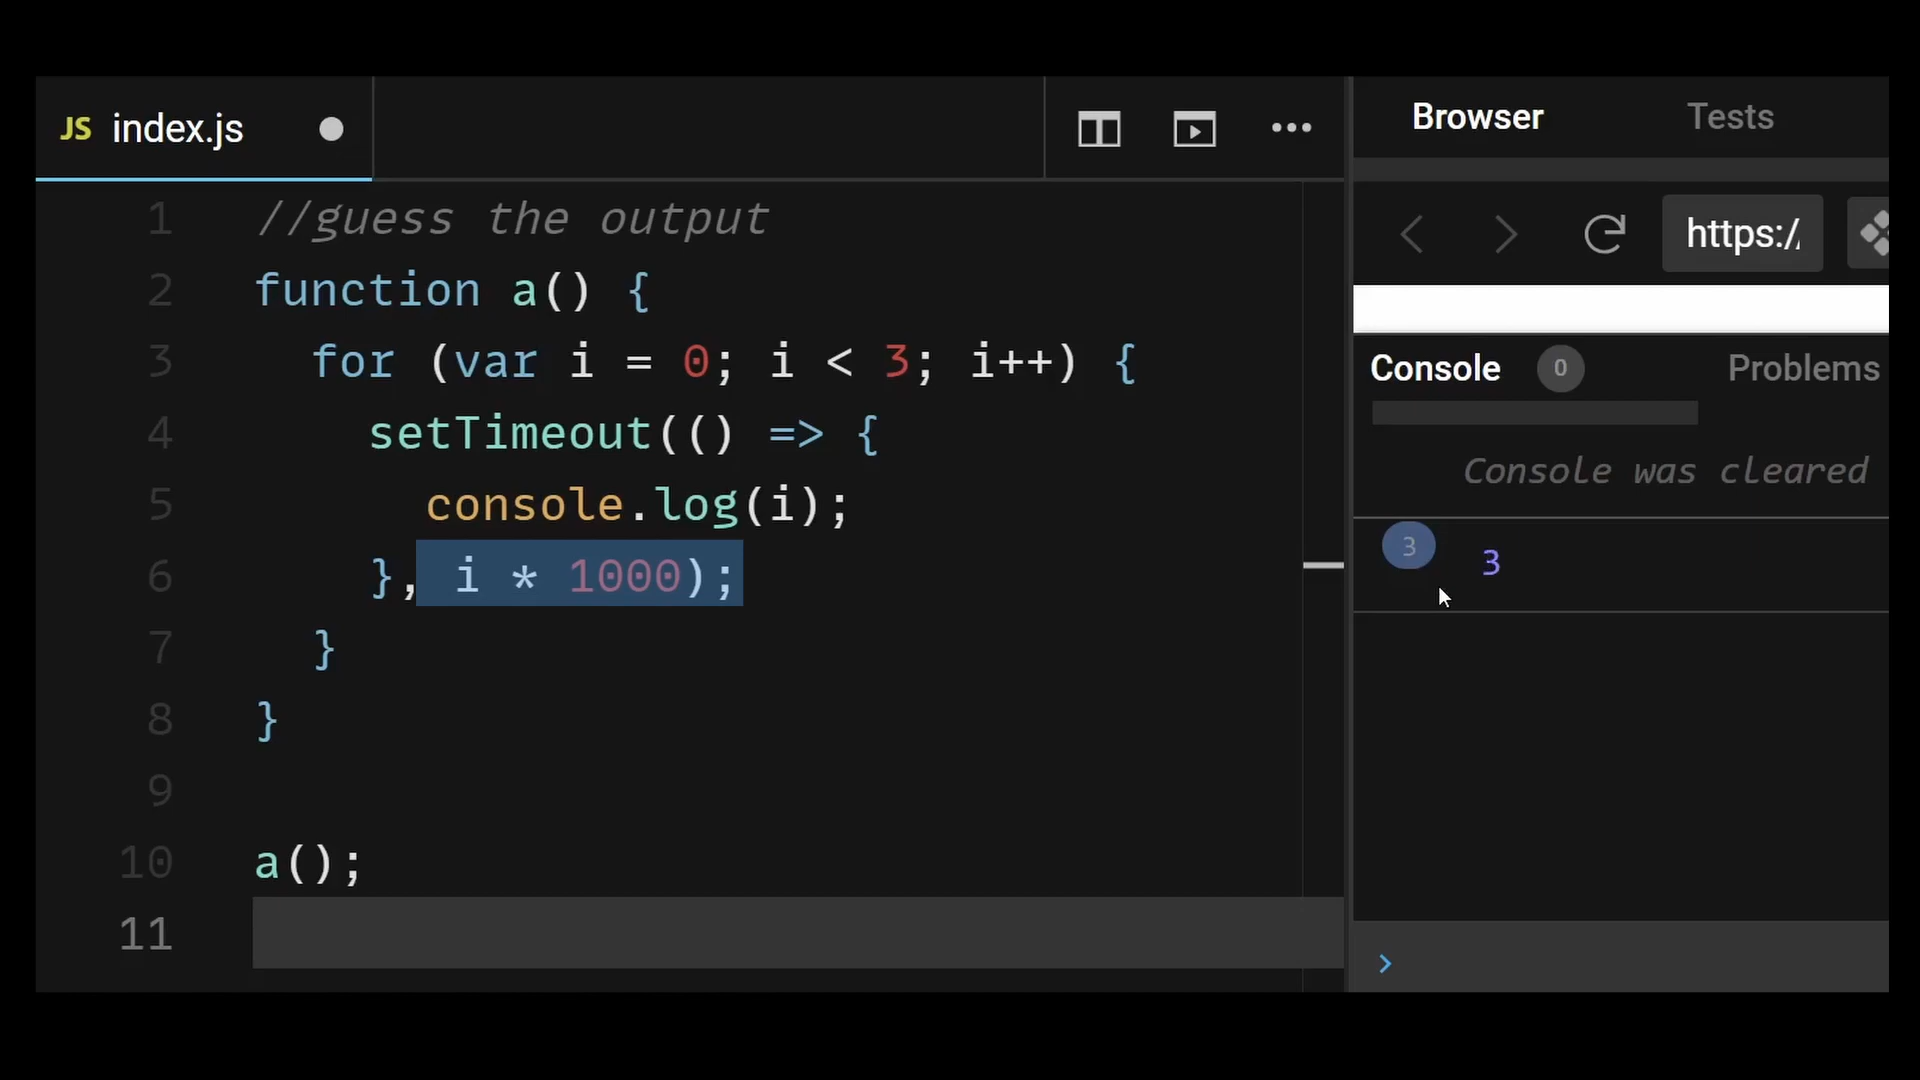 JS index.js
Browser Tests
https:/
1 //guess the output
2 function a() {
3 for (var i = 0; i < 3; i++) {
4 setTimeout(() => {
5 console.log(i);
6 }, i * 1000);
7 }
8 }
9
10 a();
11
Console 0 Problems
Console was cleared
3 3